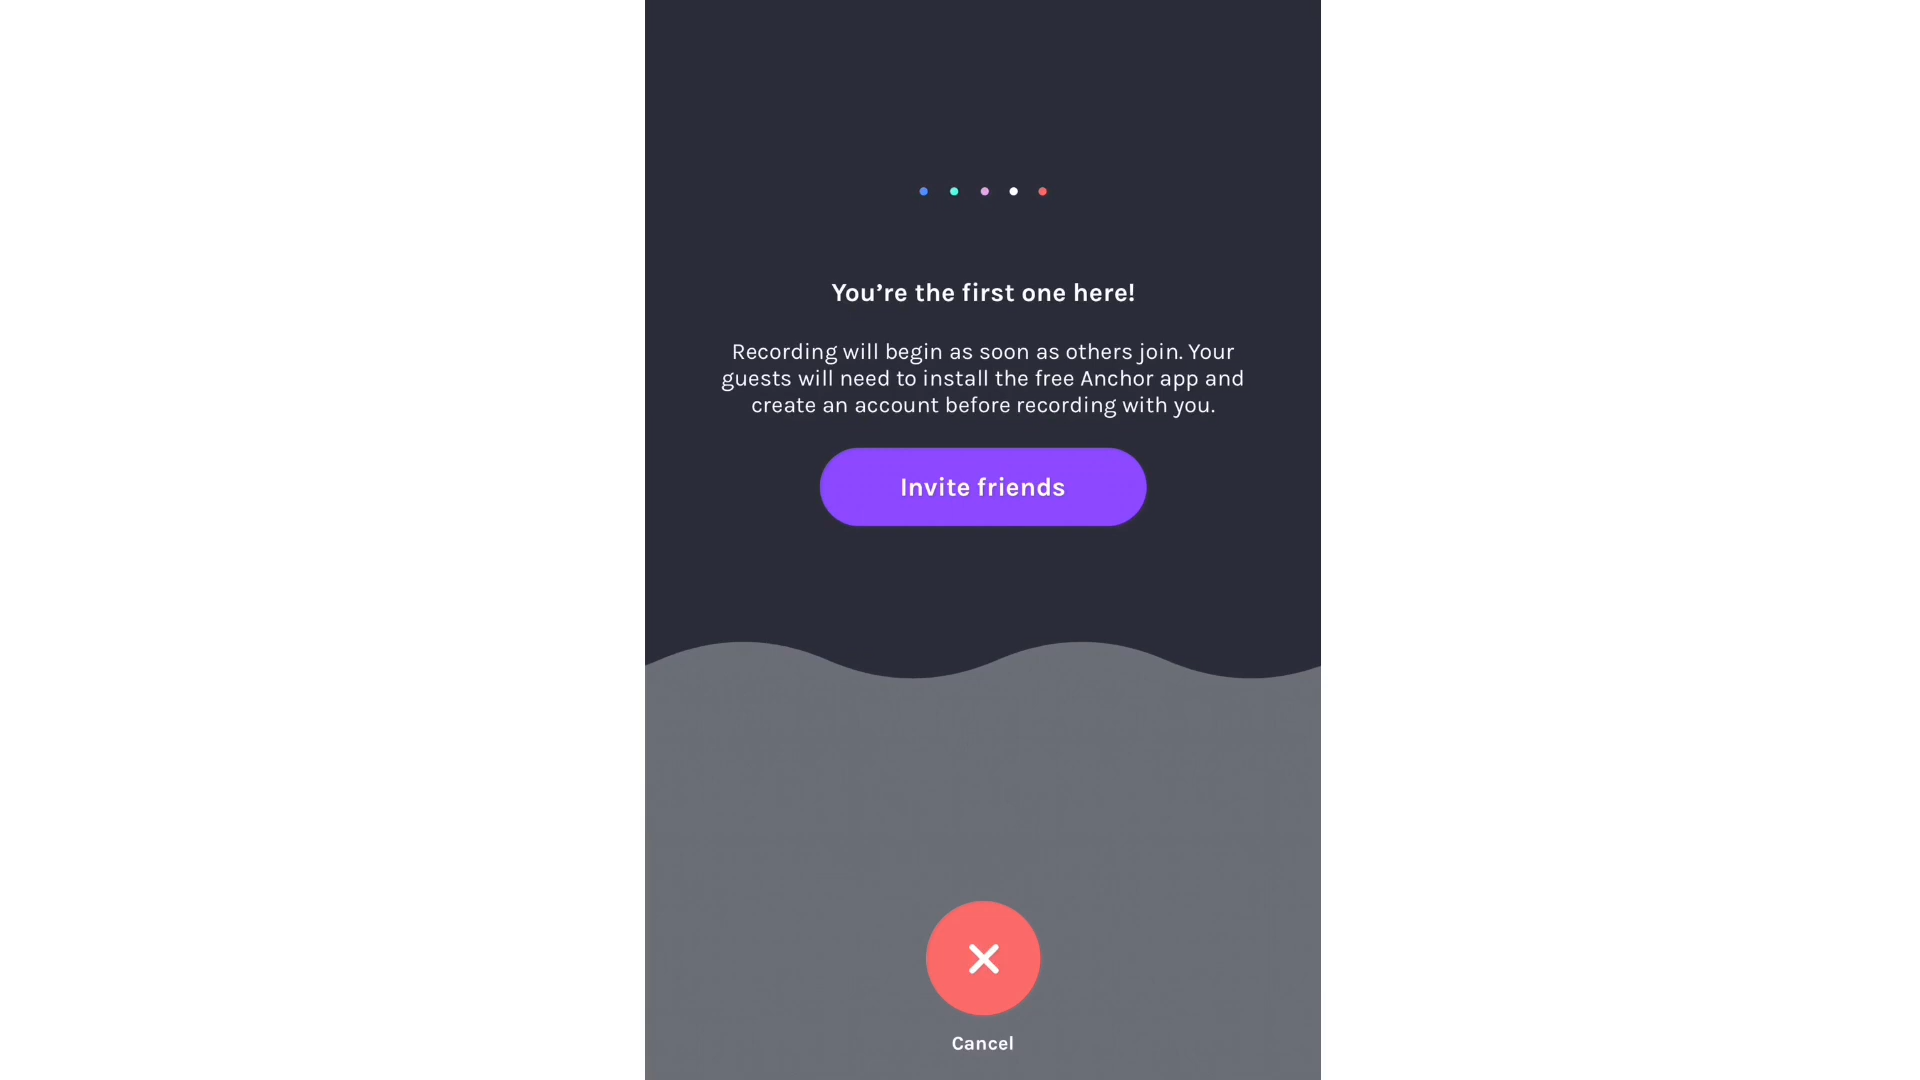 You’re the first one here!
Recording will begin as soon as others join. Your
guests will need to install the free Anchor app and
create an account before recording with you.
Invite friends
Cancel